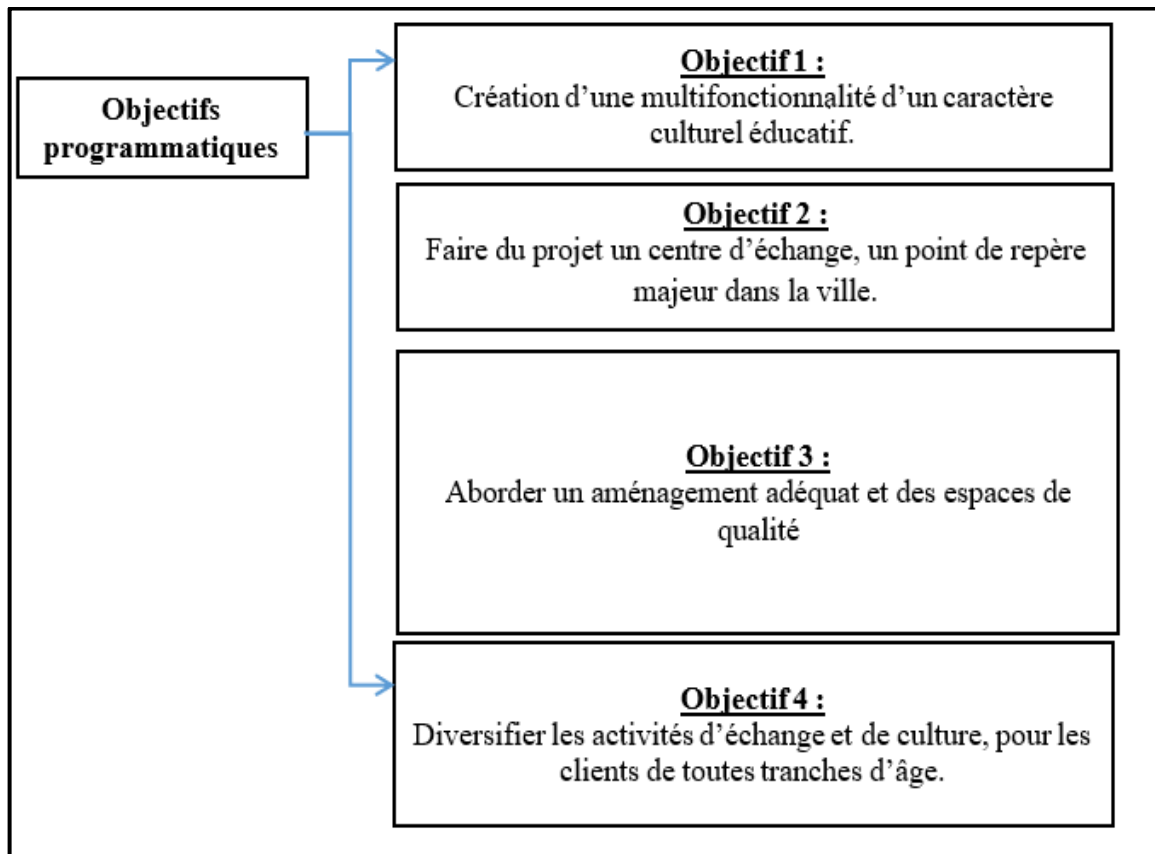 Objectifs
programmatiques
Objectif 1 :
Création d’une multifonctionnalité d’un caractère
culturel éducatif.
Objectif 2 :
Faire du projet un centre d’échange, un point de repère
majeur dans la ville.
Objectif 3 :
Aborder un aménagement adéquat et des espaces de
qualité
Objectif 4 :
Diversifier les activités d’échange et de culture, pour les
clients de toutes tranches d’âge.